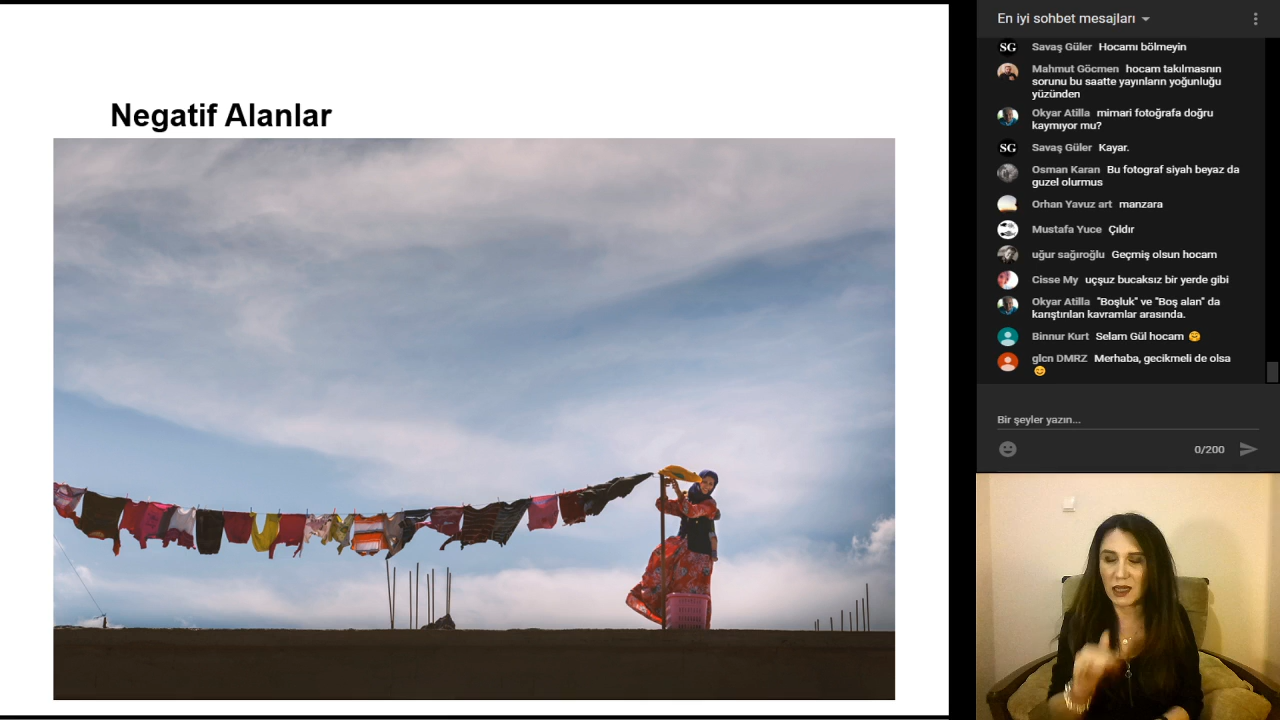 Negatif Alanlar
En iyi sohbet mesajları
SG Savaş Güler Hocamı bölmeyin
Mahmut Göcmen hocam takılmasnın
sorunu bu saatte yayınların yoğunluğu
yüzünden
Okyar Atilla mimari fotoğrafa doğru
kaymıyor mu?
SG Savaş Güler Kayar.
Osman Karan Bu fotograf siyah beyaz da
guzel olurmus
Orhan Yavuz art manzara
Mustafa Yuce Çıldır
uğur sağıroğlu Geçmiş olsun hocam
Cisse My uçşuz bucaksız bir yerde gibi
Okyar Atilla "Boşluk" ve "Boş alan" da
karıştırılan kavramlar arasında.
Binnur Kurt Selam Gül hocam 🤗
glcn DMRZ Merhaba, gecikmeli de olsa
😊
Bir şeyler yazın...
0/200